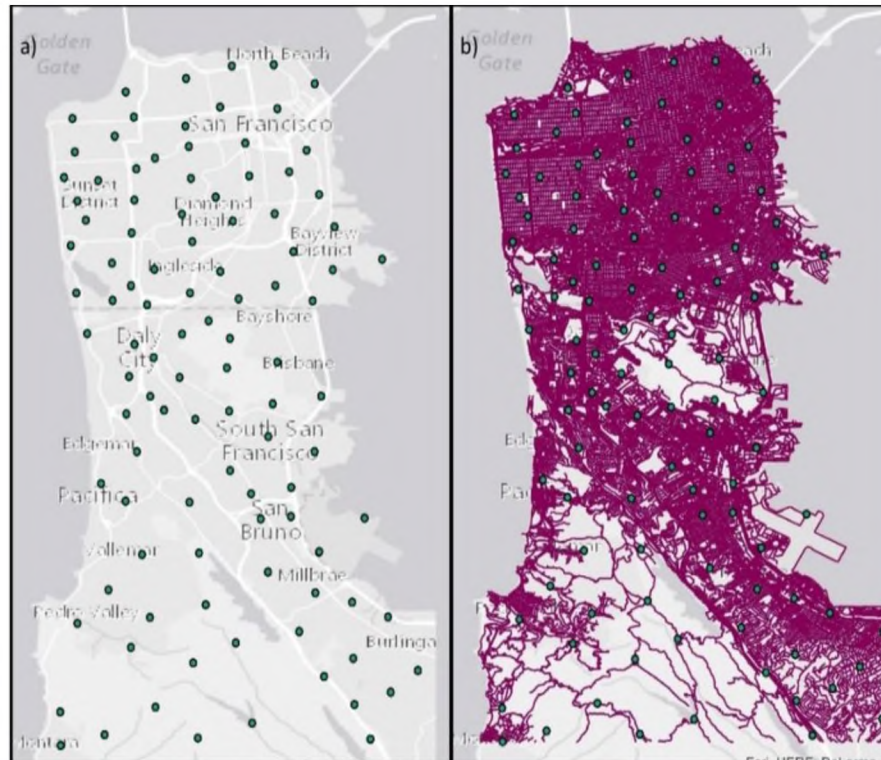 a)
Golden
Gate
North Beach
San Francisco
Sunset
District
Diamond
Heights
Bayview
District
Ingleside
Bayshore
Daly
City
Brisbane
South San
Francisco
Edgemar
Pacifica
San
Bruno
Vallemar
Millbrae
Pedro Valley
Burlinga
b)
Golden
Gate